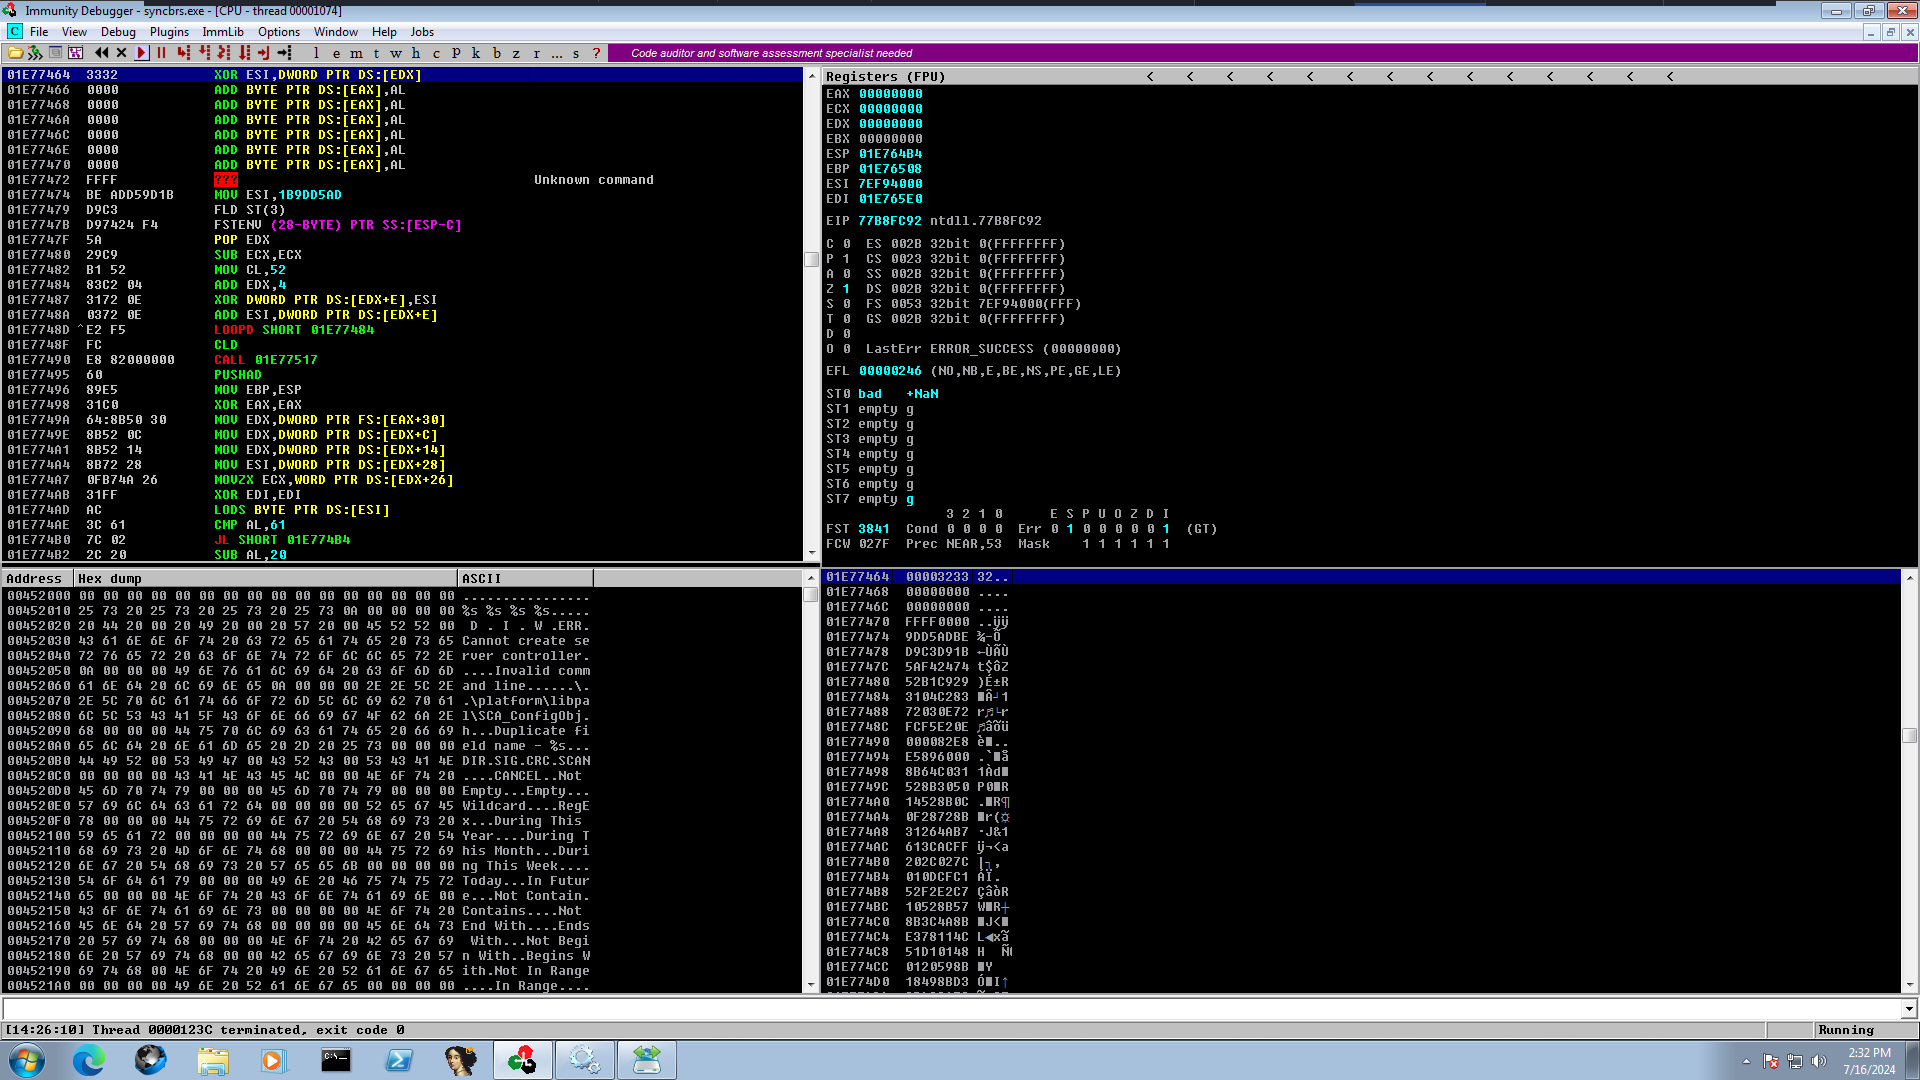 Immunity Debugger - syncbrs.exe - [CPU - thread 00001074]
File View Debug Plugins ImmLib Options Window Help Jobs
l e m t w h c p k b z r ... s ? Code auditor and software assessment specialist needed
01E77464 3332 XOR ESI,DWORD PTR DS:[EDX]
01E77466 0000 ADD BYTE PTR DS:[EAX],AL
01E77468 0000 ADD BYTE PTR DS:[EAX],AL
01E7746A 0000 ADD BYTE PTR DS:[EAX],AL
01E7746C 0000 ADD BYTE PTR DS:[EAX],AL
01E7746E 0000 ADD BYTE PTR DS:[EAX],AL
01E77470 0000 ADD BYTE PTR DS:[EAX],AL
01E77472 FFFF ??? Unknown command
01E77474 BE ADD59D1B MOV ESI,1B9DD5AD
01E77479 D9C3 FLD ST(3)
01E7747B D97424 F4 FSTENV (28-BYTE) PTR SS:[ESP-C]
01E7747F 5A POP EDX
01E77480 29C9 SUB ECX,ECX
01E77482 B1 52 MOV CL,52
01E77484 83C2 04 ADD EDX,4
01E77487 3172 0E XOR DWORD PTR DS:[EDX+E],ESI
01E7748A 0372 0E ADD ESI,DWORD PTR DS:[EDX+E]
01E7748D ^E2 F5 LOOPD SHORT 01E77484
01E7748F FC CLD
01E77490 E8 82000000 CALL 01E77517
01E77495 60 PUSHAD
01E77496 89E5 MOV EBP,ESP
01E77498 31C0 XOR EAX,EAX
01E7749A 64:8B50 30 MOV EDX,DWORD PTR FS:[EAX+30]
01E7749E 8B52 0C MOV EDX,DWORD PTR DS:[EDX+C]
01E774A1 8B52 14 MOV EDX,DWORD PTR DS:[EDX+14]
01E774A4 8B72 28 MOV ESI,DWORD PTR DS:[EDX+28]
01E774A7 0FB74A 26 MOVZX ECX,WORD PTR DS:[EDX+26]
01E774AB 31FF XOR EDI,EDI
01E774AD AC LODS BYTE PTR DS:[ESI]
01E774AE 3C 61 CMP AL,61
01E774B0 7C 02 JL SHORT 01E774B4
01E774B2 2C 20 SUB AL,20
Registers (FPU) < < < < < < < < < < < < < <
EAX 00000000
ECX 00000000
EDX 00000000
EBX 00000000
ESP 01E764B4
EBP 01E76508
ESI 7EF94000
EDI 01E765E0
EIP 77B8FC92 ntdll.77B8FC92
C 0 ES 002B 32bit 0(FFFFFFFF)
P 1 CS 0023 32bit 0(FFFFFFFF)
A 0 SS 002B 32bit 0(FFFFFFFF)
Z 1 DS 002B 32bit 0(FFFFFFFF)
S 0 FS 0053 32bit 7EF94000(FFF)
T 0 GS 002B 32bit 0(FFFFFFFF)
D 0
O 0 LastErr ERROR_SUCCESS (00000000)
EFL 00000246 (NO,NB,E,BE,NS,PE,GE,LE)
ST0 bad +NaN
ST1 empty g
ST2 empty g
ST3 empty g
ST4 empty g
ST5 empty g
ST6 empty g
ST7 empty g
3 2 1 0 E S P U O Z D I
FST 3841 Cond 0 0 0 0 Err 0 1 0 0 0 0 0 1 (GT)
FCW 027F Prec NEAR,53 Mask 1 1 1 1 1 1
Address Hex dump ASCII
00452000 00 00 00 00 00 00 00 00 00 00 00 00 00 00 00 00 ................
00452010 25 73 20 25 73 20 25 73 20 25 73 0A 00 00 00 00 %s %s %s %s.....
00452020 20 44 20 00 20 49 20 00 20 57 20 00 45 52 52 00 D . I . W .ERR.
00452030 43 61 6E 6E 6F 74 20 63 72 65 61 74 65 20 73 65 Cannot create se
00452040 72 76 65 72 20 63 6F 6E 74 72 6F 6C 6C 65 72 2E rver controller.
00452050 0A 00 00 00 49 6E 76 61 6C 69 64 20 63 6F 6D 6D ....Invalid comm
00452060 61 6E 64 20 6C 69 6E 65 0A 00 00 00 2E 2E 5C 2E and line......\.
00452070 2E 5C 70 6C 61 74 66 6F 72 6D 5C 6C 69 62 70 61 .\platform\libpa
00452080 6C 5C 53 43 41 5F 43 6F 6E 66 69 67 4F 62 6A 2E l\SCA_ConfigObj.
00452090 68 00 00 00 44 75 70 6C 69 63 61 74 65 20 66 69 h...Duplicate fi
004520A0 65 6C 64 20 6E 61 6D 65 20 2D 20 25 73 00 00 00 eld name - %s...
004520B0 44 49 52 00 53 49 47 00 43 52 43 00 53 43 41 4E DIR.SIG.CRC.SCAN
004520C0 00 00 00 00 43 41 4E 43 45 4C 00 00 4E 6F 74 20 ....CANCEL..Not
004520D0 45 6D 70 74 79 00 00 00 45 6D 70 74 79 00 00 00 Empty...Empty...
004520E0 57 69 6C 64 63 61 72 64 00 00 00 00 52 65 67 45 Wildcard....RegE
004520F0 78 00 00 00 44 75 72 69 6E 67 20 54 68 69 73 20 x...During This
00452100 59 65 61 72 00 00 00 00 44 75 72 69 6E 67 20 54 Year....During T
00452110 68 69 73 20 4D 6F 6E 74 68 00 00 00 44 75 72 69 his Month...Duri
00452120 6E 67 20 54 68 69 73 20 57 65 65 6B 00 00 00 00 ng This Week....
00452130 54 6F 64 61 79 00 00 00 49 6E 20 46 75 74 75 72 Today...In Futur
00452140 65 00 00 00 4E 6F 74 20 43 6F 6E 74 61 69 6E 00 e...Not Contain.
00452150 43 6F 6E 74 61 69 6E 73 00 00 00 00 4E 6F 74 20 Contains....Not
00452160 45 6E 64 20 57 69 74 68 00 00 00 00 45 6E 64 73 End With....Ends
00452170 20 57 69 74 68 00 00 00 4E 6F 74 20 42 65 67 69 With...Not Begi
00452180 6E 20 57 69 74 68 00 00 42 65 67 69 6E 73 20 57 n With..Begins W
00452190 69 74 68 00 4E 6F 74 20 49 6E 20 52 61 6E 67 65 ith.Not In Range
004521A0 00 00 00 00 49 6E 20 52 61 6E 67 65 00 00 00 00 ....In Range....
01E77464 00003233 32..
01E77468 00000000 ....
01E7746C 00000000 ....
01E77470 FFFF0000 ..ÿÿ
01E77474 9DD5ADBE
01E77478 D9C3D91B
01E7747C 5AF42474 t$ôZ
01E77480 52B1C929 )É±R
01E77484 3104C283
01E77488 72030E72
01E7748C FCF5E20E
01E77490 000082E8
01E77494 E5896000
01E77498 8B64C031
01E7749C 528B3050
01E774A0 14528B0C
01E774A4 0F28728B
01E774A8 31264AB7 ·J&1
01E774AC 613CACFF ÿ¬<a
01E774B0 202C027C
01E774B4 010DCFC1
01E774B8 52F2E2C7 ÇâòR
01E774BC 10528B57
01E774C0 8B3C4A8B
01E774C4 E378114C
01E774C8 51D10148
01E774CC 0120598B
01E774D0 18498BD3
[14:26:10] Thread 0000123C terminated, exit code 0
Running
2:32 PM
7/16/2024